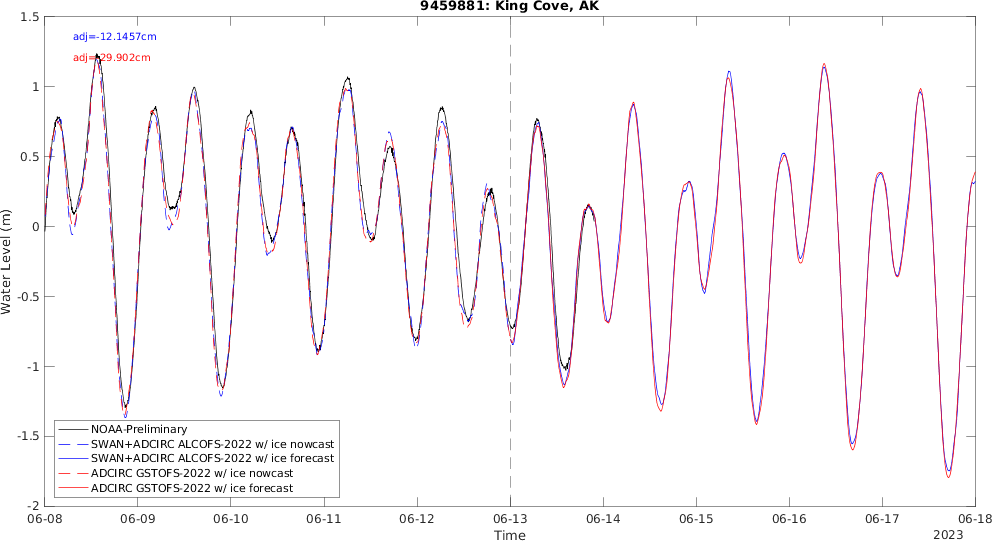 9459881: King Cove, AK
adj=-12.1457cm
adj=-29.902cm
Water Level (m)
1.5
1
0.5
0
-0.5
-1
-1.5
-2
NOAA-Preliminary
SWAN+ADCIRC ALCOFS-2022 w/ ice nowcast
SWAN+ADCIRC ALCOFS-2022 w/ ice forecast
ADCIRC GSTOFS-2022 w/ ice nowcast
ADCIRC GSTOFS-2022 w/ ice forecast
06-08 06-09 06-10 06-11 06-12 06-13 06-14 06-15 06-16 06-17 06-18
Time
2023